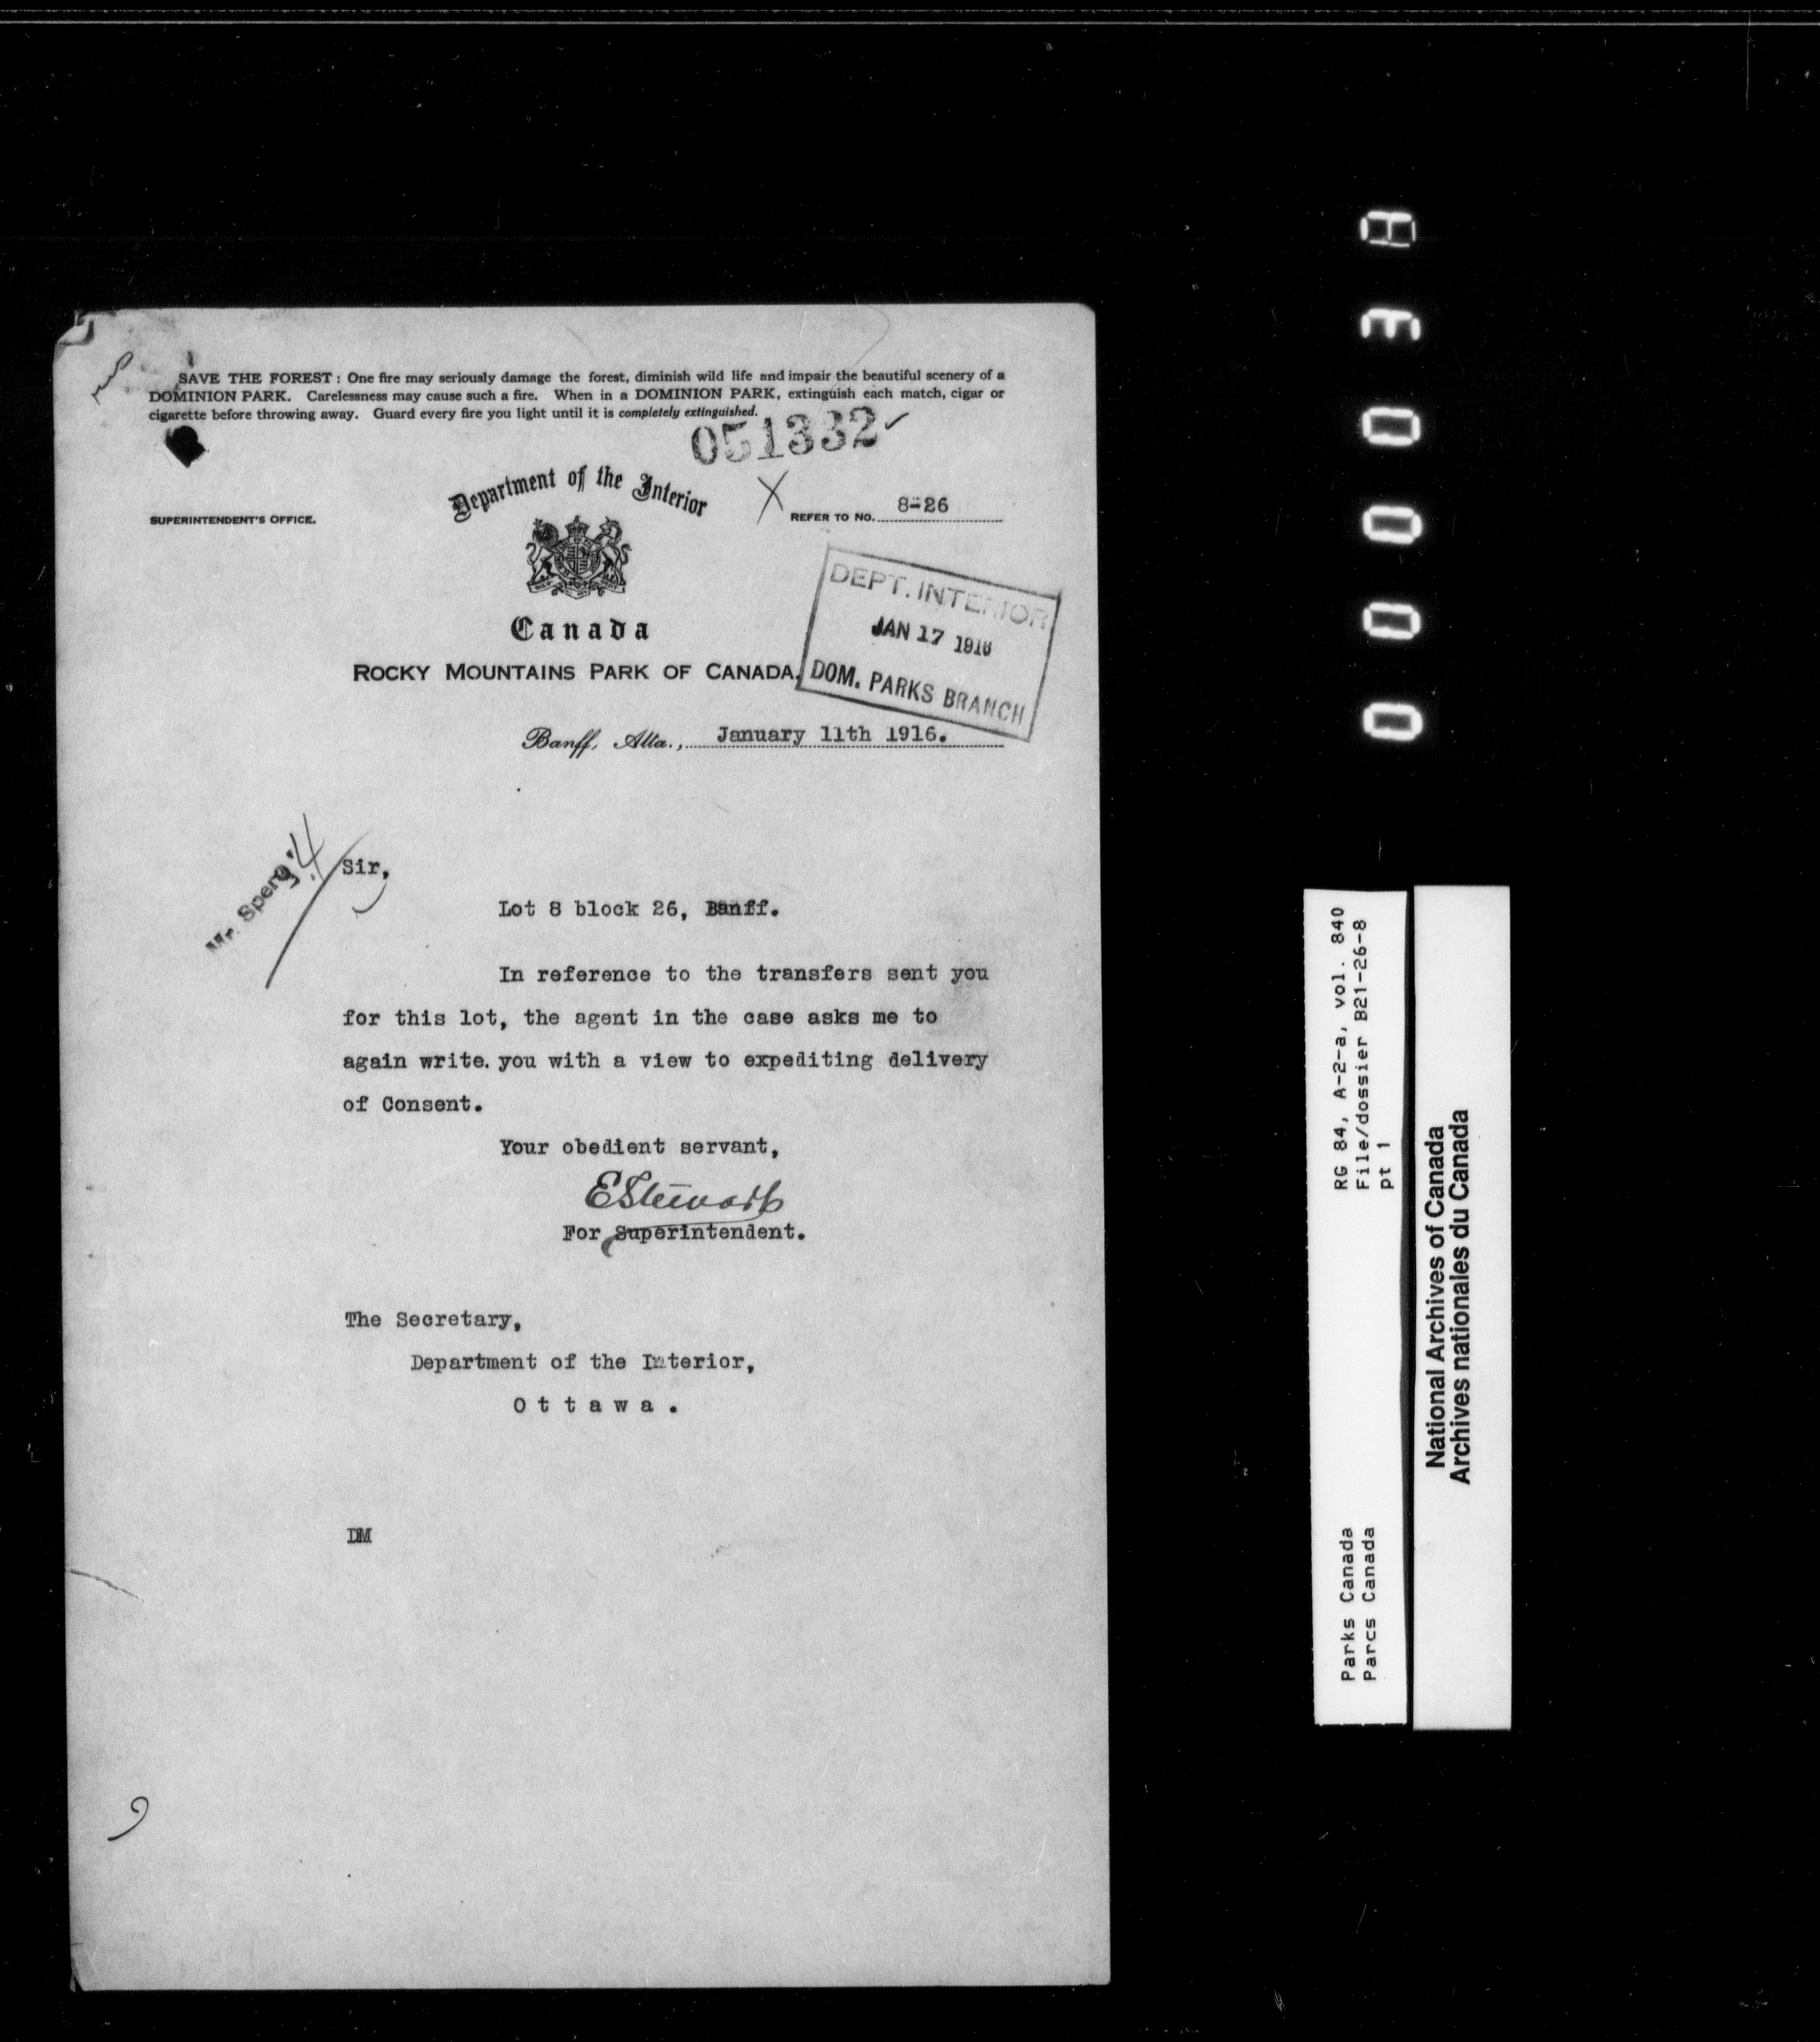 SAVE THE FOREST: One fire may seriously damage the forest, diminish wild life and impair the beautiful scenery of a
DOMINION PARK. Carelessness may cause such a fire. When in a DOMINION PARK, extinguish each match, cigar or
cigarette before throwing away. Guard every fire you light until it is completely extinguished.
051332
Department of the Interior
SUPERINTENDENT'S OFFICE.
REFER TO NO. 8-26
Canada
DEPT. INTERIOR
JAN 17 1916
DOM. PARKS BRANCH
ROCKY MOUNTAINS PARK OF CANADA,
Banff, Alta., January 11th 1916.
Sir,
Lot 8 block 26, Banff.
In reference to the transfers sent you
for this lot, the agent in the case asks me to
again write. you with a view to expediting delivery
of Consent.
Your obedient servant,
EStewart
For Superintendent.
The Secretary,
Department of the Interior,
Ottawa.
DM
9
RG 84, A-2-a, vol. 840
File/dossier B21-26-8
pt 1
Parks Canada
Parcs Canada
National Archives of Canada
Archives nationales du Canada